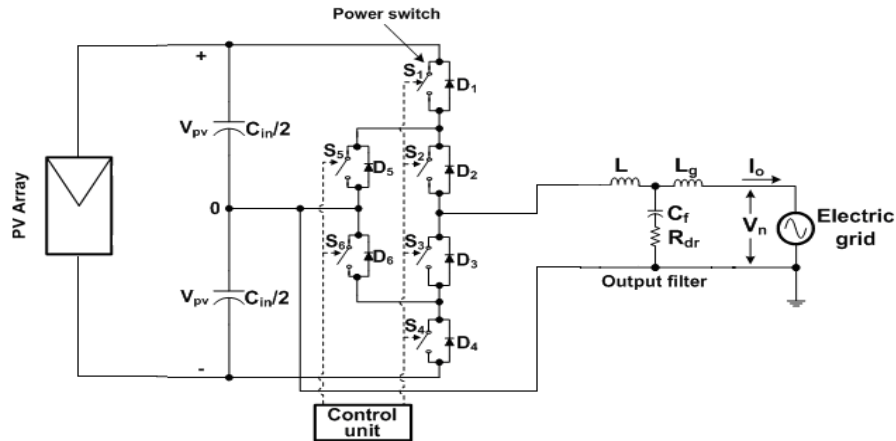 Power switch
+
S1
D1
Vpv
Cin/2
S5
D5
S2
D2
PV Array
0
L
Lg
Io
Cf
Rdr
Vn
Electric
grid
S6
D6
S3
D3
Output filter
Vpv
Cin/2
S4
D4
-
Control
unit